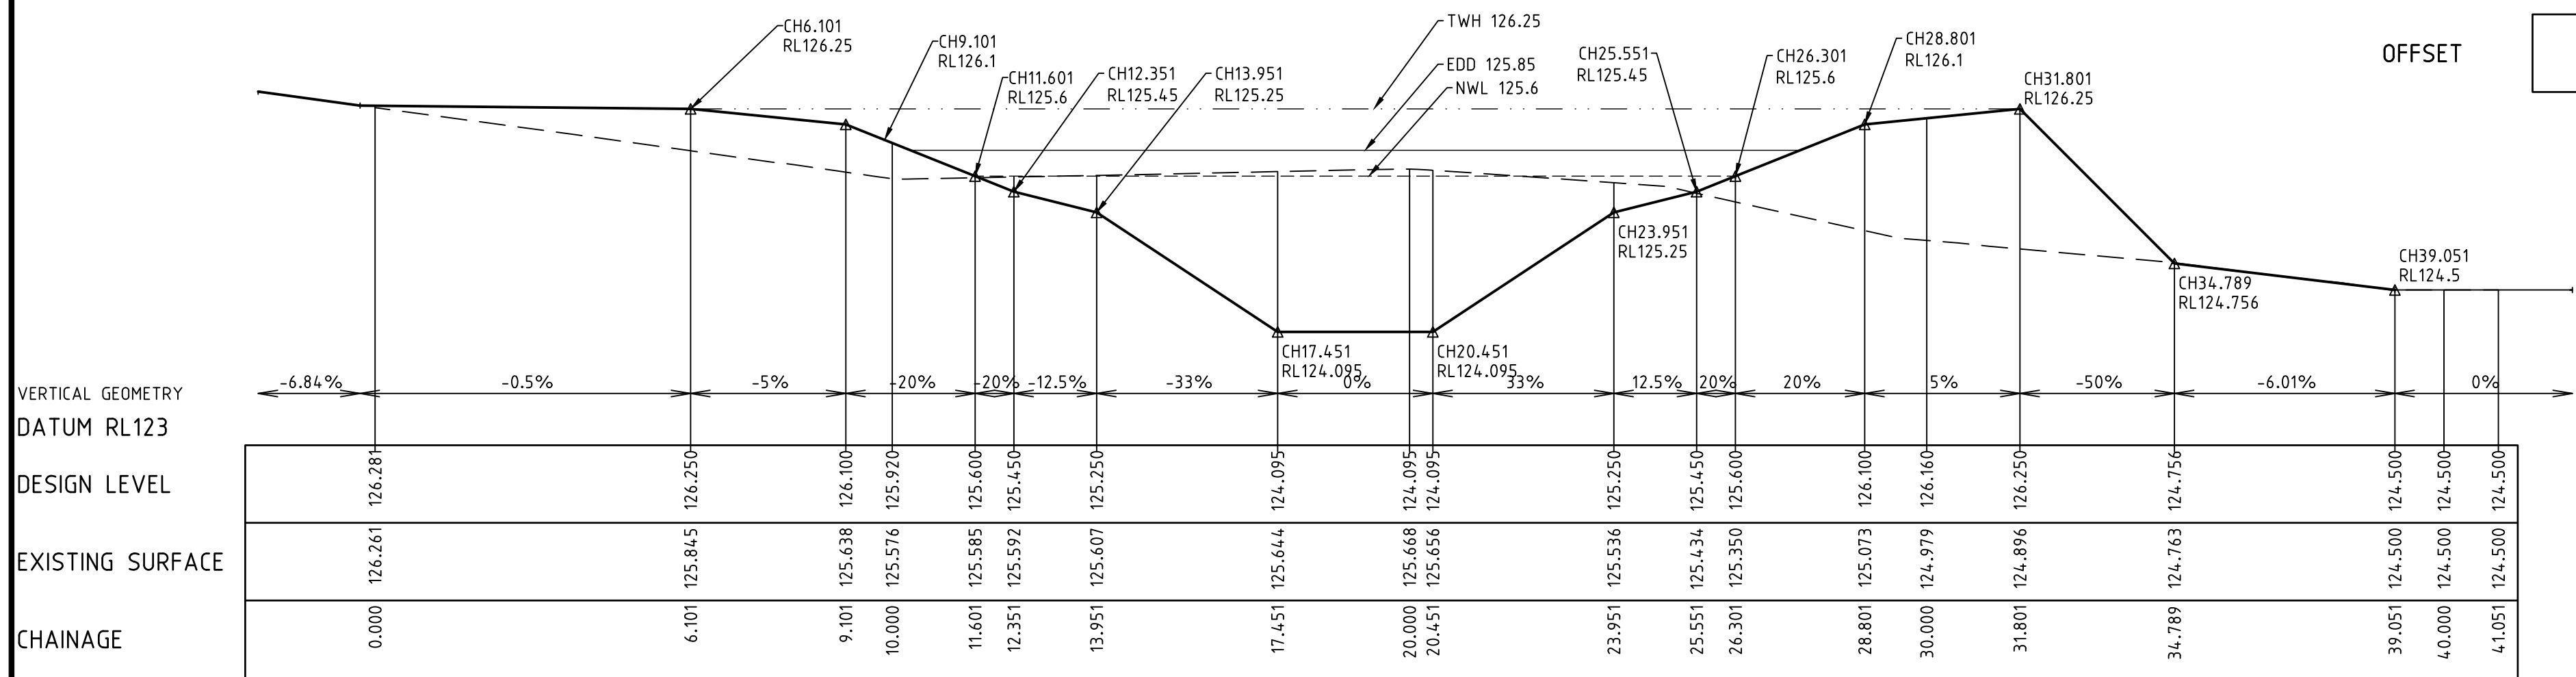 CH6.101
RL126.25
CH9.101
RL126.1
CH11.601
RL125.6
CH12.351
RL125.45
CH13.951
RL125.25
TWH 126.25
EDD 125.85
NWL 125.6
CH25.551
RL125.45
CH26.301
RL125.6
CH28.801
RL126.1
CH31.801
RL126.25
OFFSET
CH23.951
RL125.25
CH34.789
RL124.756
CH39.051
RL124.5
CH17.451
RL124.095
CH20.451
RL124.095
VERTICAL GEOMETRY -6.84% -0.5% -5% -20% -20% -12.5% -33% 0% 33% 12.5% 20% 20% 5% -50% -6.01% 0%
DATUM RL123
DESIGN LEVEL 126.281 126.250 126.100 125.920 125.600 125.450 125.250 124.095 124.095 124.095 125.250 125.450 125.600 126.100 126.160 126.250 124.756 124.500 124.500 124.500
EXISTING SURFACE 126.261 125.845 125.638 125.576 125.585 125.592 125.607 125.644 125.668 125.656 125.536 125.434 125.350 125.073 124.979 124.896 124.763 124.500 124.500 124.500
CHAINAGE 0.000 6.101 9.101 10.000 11.601 12.351 13.951 17.451 20.000 20.451 23.951 25.551 26.301 28.801 30.000 31.801 34.789 39.051 40.000 41.051